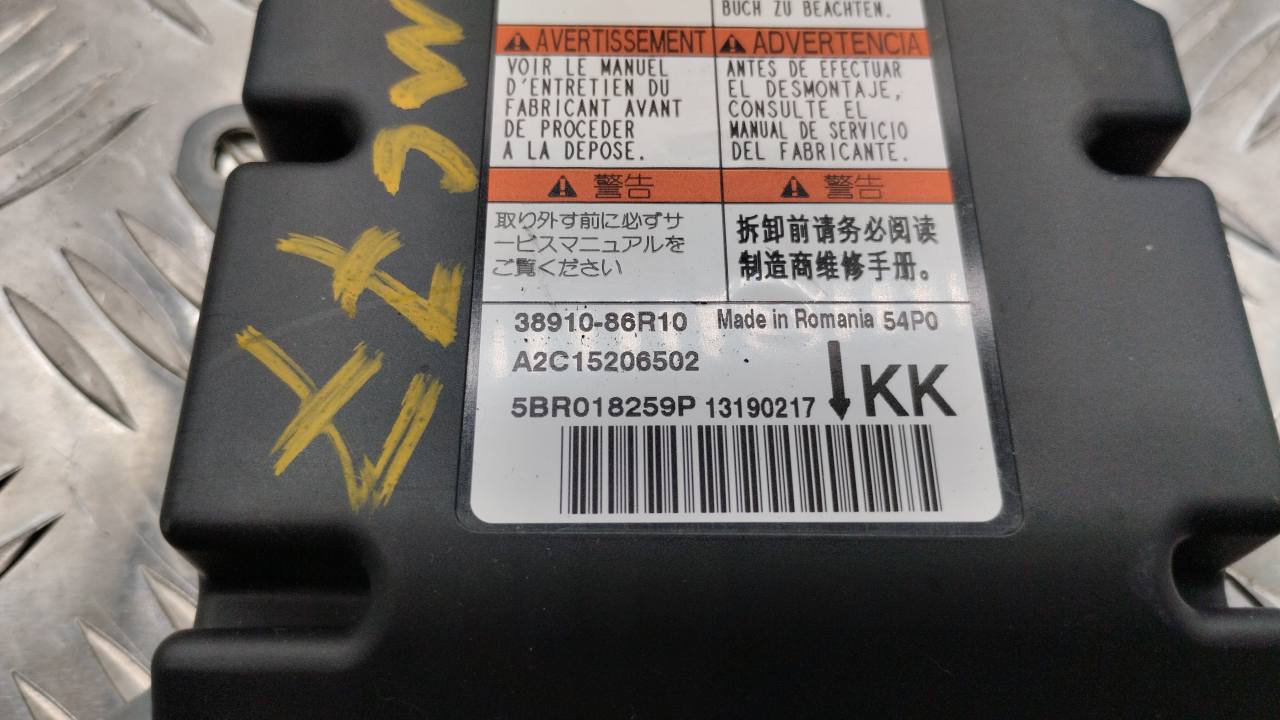 BUCH ZU BEACHTEN.
AVERTISSEMENT
VOIR LE MANUEL
D'ENTRETIEN DU
FABRICANT AVANT
DE PROCEDER
A LA DEPOSE.
ADVERTENCIA
ANTES DE EFECTUAR
EL DESMONTAJE,
CONSULTE EL
MANUAL DE SERVICIO
DEL FABRICANTE.
警告
取り外す前に必ずサ
ービスマニュアルを
ご覧ください
警告
拆卸前请务必阅读
制造商维修手册。
38910-86R10 Made in Romania 54P0
A2C15206502
5BR018259P 13190217 KK